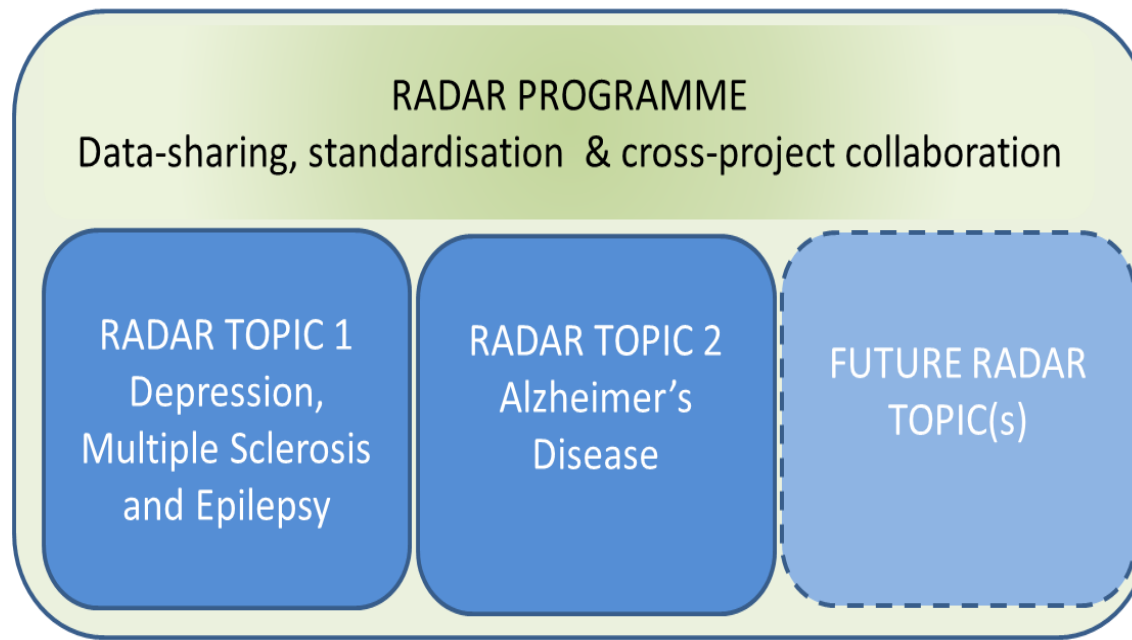 RADAR PROGRAMME
Data-sharing, standardisation & cross-project collaboration
RADAR TOPIC 1
Depression,
Multiple Sclerosis
and Epilepsy
RADAR TOPIC 2
Alzheimer’s
Disease
FUTURE RADAR
TOPIC(s)